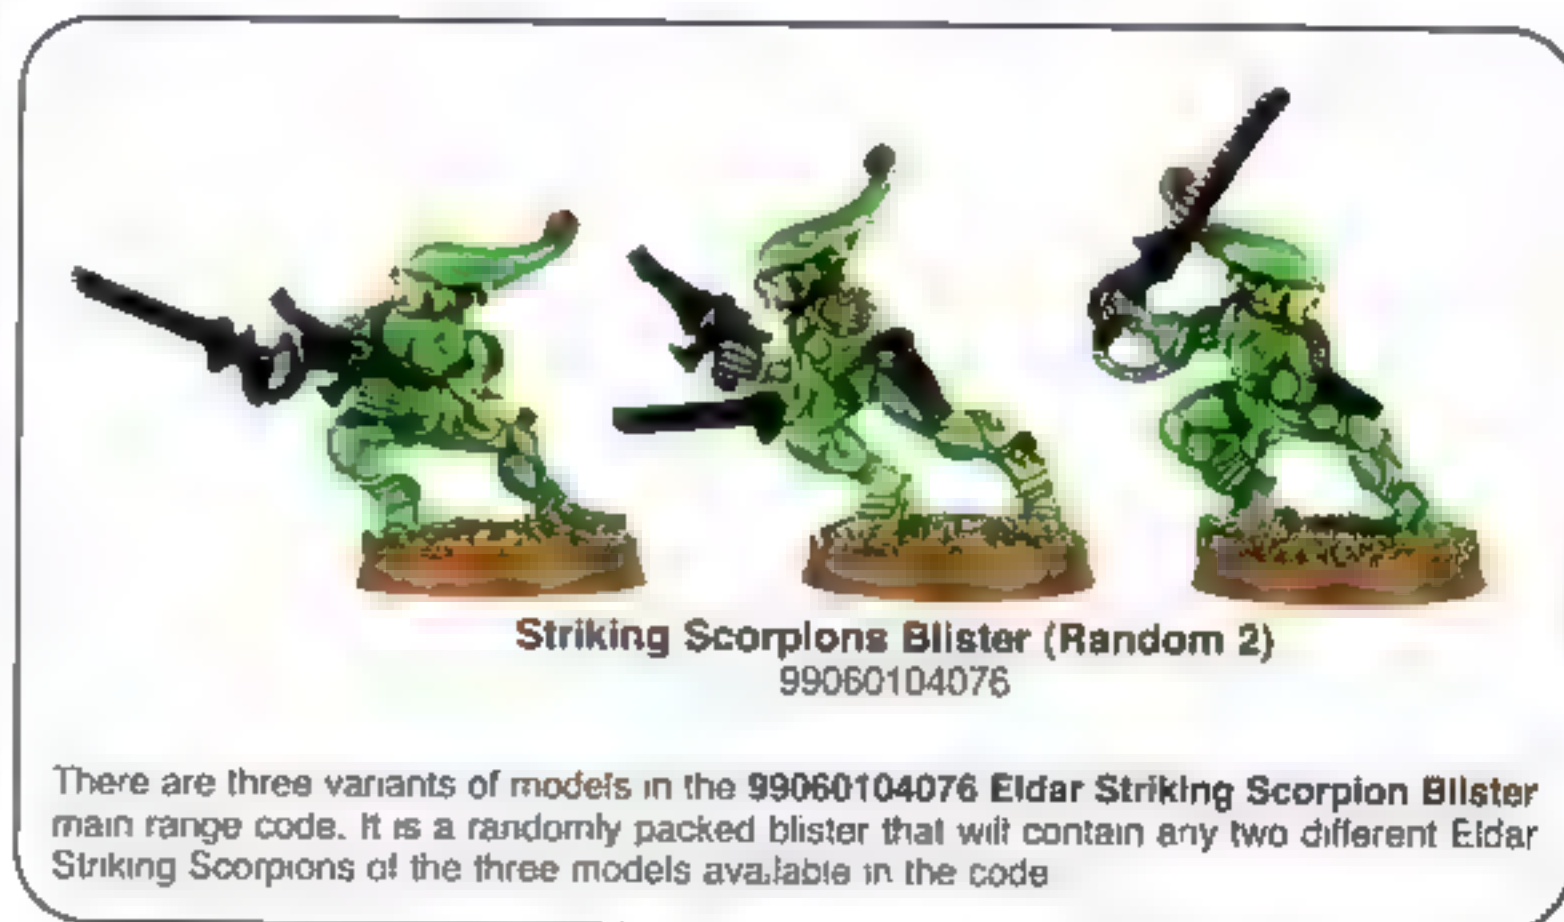 Striking Scorpions Blister (Random 2)
99060104076
There are three variants of models in the 99060104076 Eldar Striking Scorpion Blister
main range code. It is a randomly packed blister that will contain any two different Eldar
Striking Scorpions of the three models available in the code